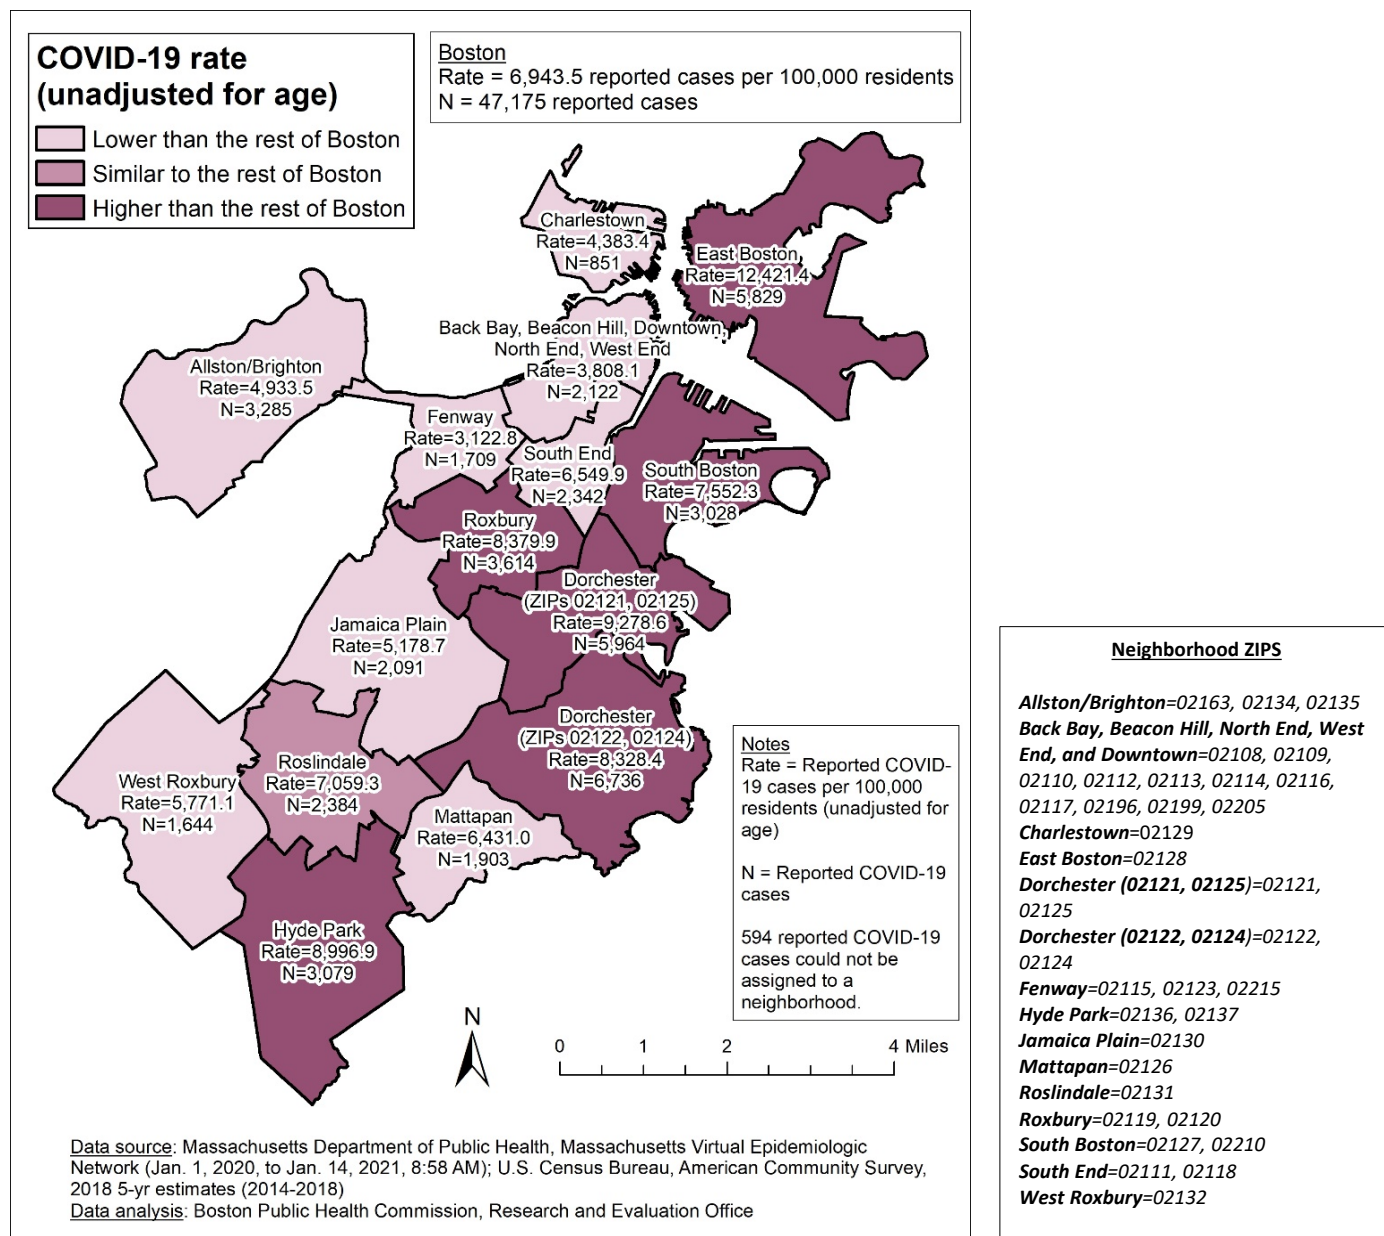 COVID-19 rate
(unadjusted for age)
Lower than the rest of Boston
Similar to the rest of Boston
Higher than the rest of Boston
Boston
Rate = 6,943.5 reported cases per 100,000 residents
N = 47,175 reported cases
Charlestown
Rate=4,383.4
N=851
East Boston
Rate=12,421.4
N=5,829
Back Bay, Beacon Hill, Downtown,
North End, West End
Rate=3,808.1
N=2,122
Allston/Brighton
Rate=4,933.5
N=3,285
Fenway
Rate=3,122.8
N=1,709
South End
Rate=6,549.9
N=2,342
South Boston
Rate=7,552.3
N=3,028
Roxbury
Rate=8,379.9
N=3,614
Dorchester
(ZIPs 02121, 02125)
Rate=9,278.6
N=5,964
Jamaica Plain
Rate=5,178.7
N=2,091
Dorchester
(ZIPs 02122, 02124)
Rate=8,328.4
N=6,736
Roslindale
Rate=7,059.3
N=2,384
West Roxbury
Rate=5,771.1
N=1,644
Mattapan
Rate=6,431.0
N=1,903
Hyde Park
Rate=8,996.9
N=3,079
Notes
Rate = Reported COVID-
19 cases per 100,000
residents (unadjusted for
age)
N = Reported COVID-19
cases
594 reported COVID-19
cases could not be
assigned to a
neighborhood.
N
0 1 2 4 Miles
Data source: Massachusetts Department of Public Health, Massachusetts Virtual Epidemiologic
Network (Jan. 1, 2020, to Jan. 14, 2021, 8:58 AM); U.S. Census Bureau, American Community Survey,
2018 5-yr estimates (2014-2018)
Data analysis: Boston Public Health Commission, Research and Evaluation Office
Neighborhood ZIPS
Allston/Brighton=02163, 02134, 02135
Back Bay, Beacon Hill, North End, West
End, and Downtown=02108, 02109,
02110, 02112, 02113, 02114, 02116,
02117, 02196, 02199, 02205
Charlestown=02129
East Boston=02128
Dorchester (02121, 02125)=02121,
02125
Dorchester (02122, 02124)=02122,
02124
Fenway=02115, 02123, 02215
Hyde Park=02136, 02137
Jamaica Plain=02130
Mattapan=02126
Roslindale=02131
Roxbury=02119, 02120
South Boston=02127, 02210
South End=02111, 02118
West Roxbury=02132